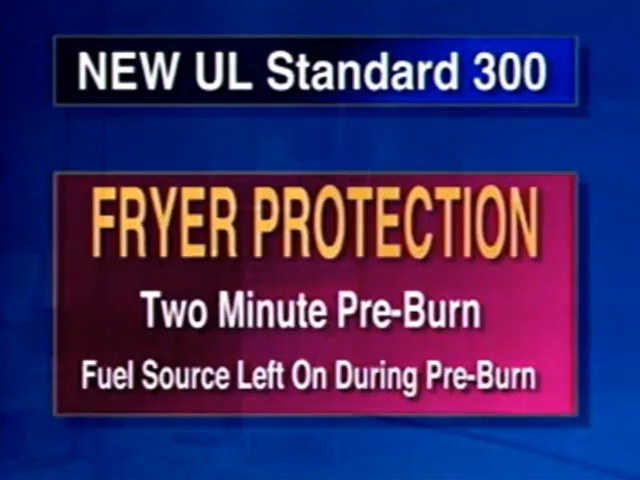 NEW UL Standard 300
FRYER PROTECTION
Two Minute Pre-Burn
Fuel Source Left On During Pre-Burn